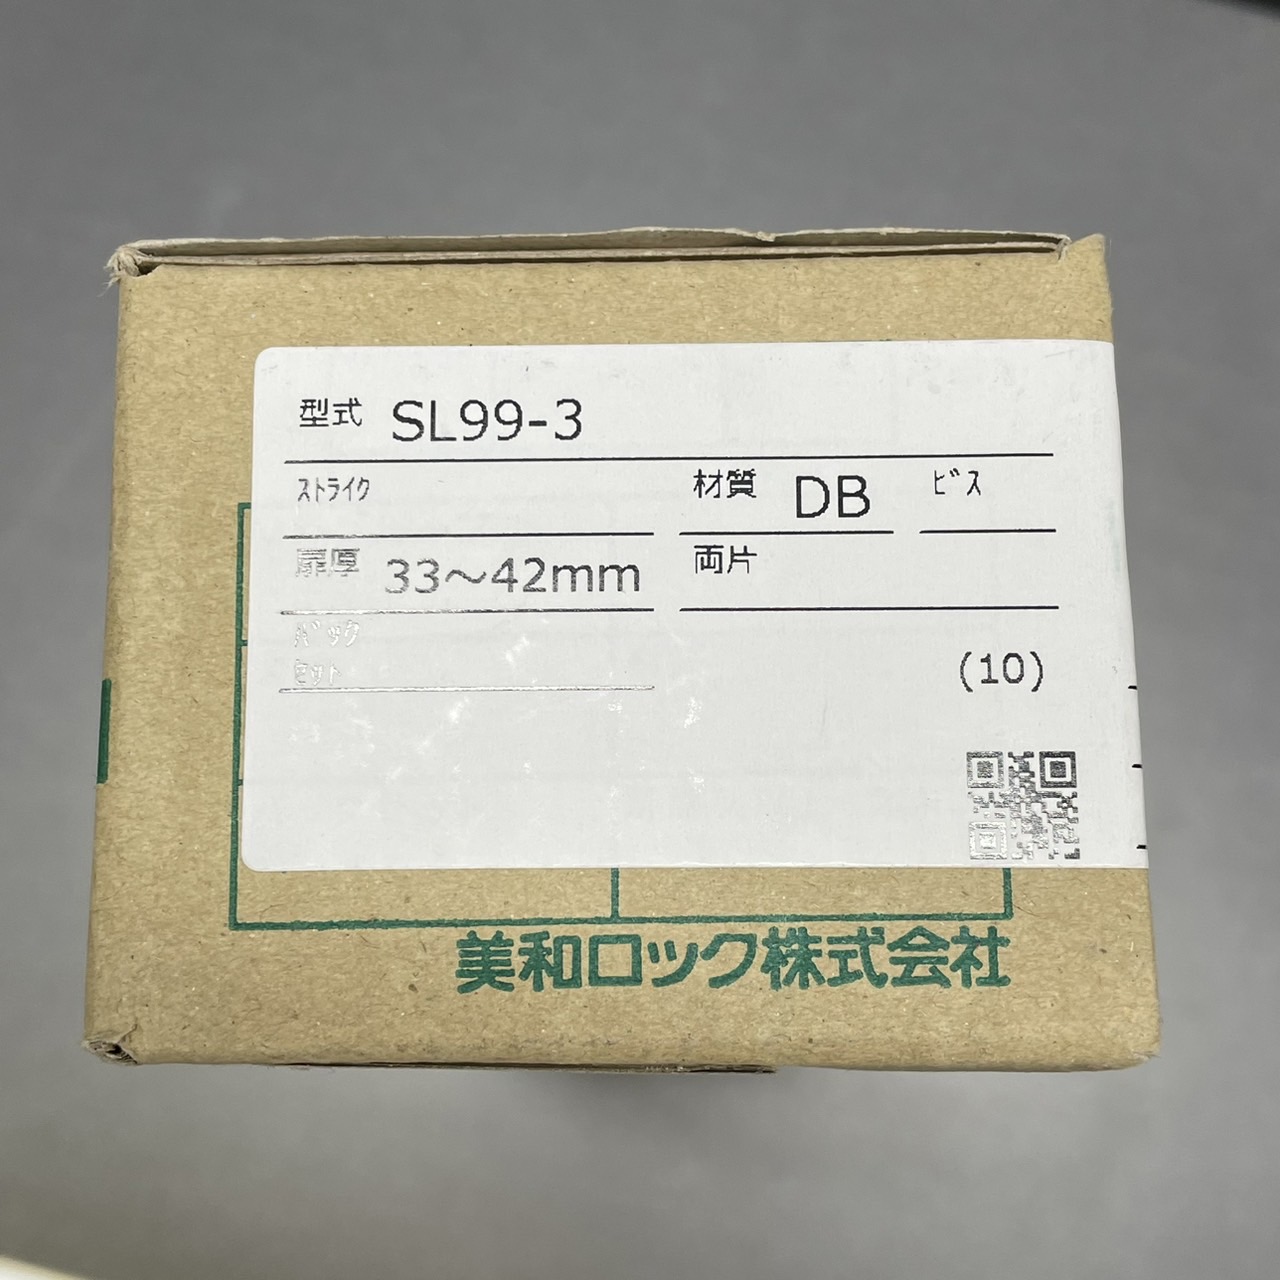 型式 SL99-3
ストライク 材質 DB ビス
扉厚 33～42mm 両片
バック
セット
(10)
美和ロック株式会社